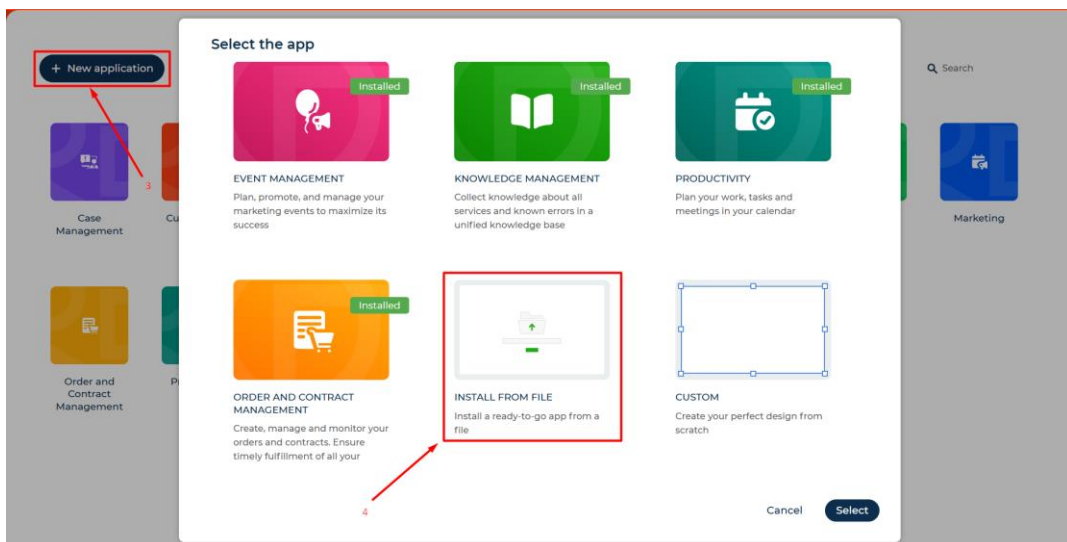 Select the app
+ New application
Search
Installed
Installed
Installed
EVENT MANAGEMENT
Plan, promote, and manage your
marketing events to maximize its
success
KNOWLEDGE MANAGEMENT
Collect knowledge about all
services and known errors in a
unified knowledge base
PRODUCTIVITY
Plan your work, tasks and
meetings in your calendar
3
Case
Management
Cu
Marketing
Installed
ORDER AND CONTRACT
MANAGEMENT
Create, manage and monitor your
orders and contracts. Ensure
timely fulfillment of all your
INSTALL FROM FILE
Install a ready-to-go app from a
file
CUSTOM
Create your perfect design from
scratch
Order and
Contract
Management
P
4
Cancel
Select